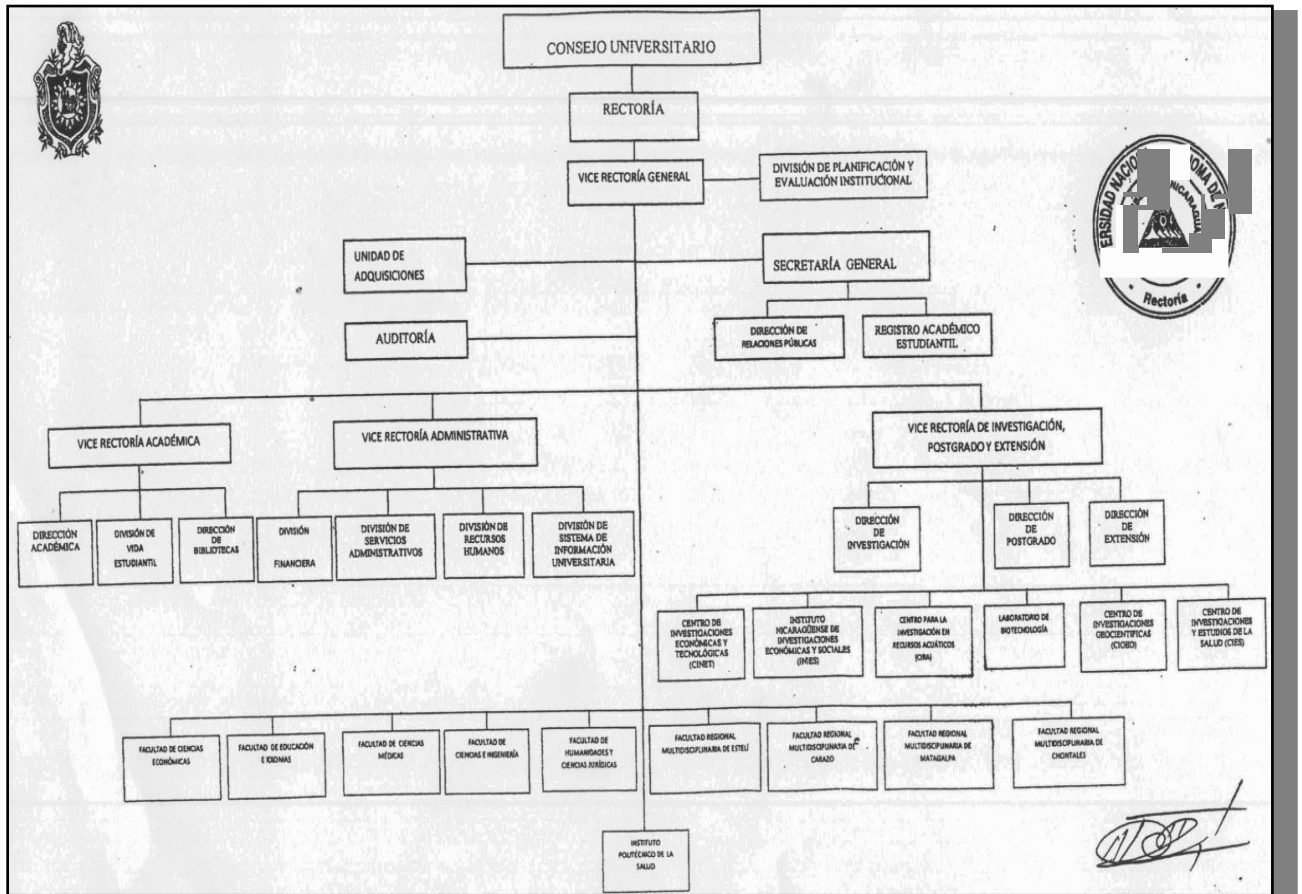 CONSEJO UNIVERSITARIO
RECTORÍA
VICE RECTORÍA GENERAL
DIVISIÓN DE PLANIFICACIÓN Y
EVALUACIÓN INSTITUCIONAL
UNIDAD DE
ADQUISICIONES
SECRETARÍA GENERAL
AUDITORÍA
DIRECCIÓN DE
RELACIONES PÚBLICAS
REGISTRO ACADÉMICO
ESTUDIANTIL
Rectoría
VICE RECTORÍA ACADÉMICA
VICE RECTORÍA ADMINISTRATIVA
VICE RECTORÍA DE INVESTIGACIÓN,
POSTGRADO Y EXTENSIÓN
DIRECCIÓN
ACADÉMICA
DIVISIÓN DE
VIDA
ESTUDIANTIL
DIRECCIÓN
DE
BIBLIOTECAS
DIVISIÓN
FINANCIERA
DIVISIÓN DE
SERVICIOS
ADMINISTRATIVOS
DIVISIÓN DE
RECURSOS
HUMANOS
DIVISIÓN DE
SISTEMA DE
INFORMACIÓN
UNIVERSITARIA
DIRECCIÓN
DE
INVESTIGACIÓN
DIRECCIÓN
DE
POSTGRADO
DIRECCIÓN
DE
EXTENSIÓN
CENTRO DE
INVESTIGACIONES
ECONÓMICAS Y
TECNOLÓGICAS
(CINET)
INSTITUTO
NICARAGÜENSE DE
INVESTIGACIONES
ECONÓMICAS Y SOCIALES
(INIES)
CENTRO PARA LA
INVESTIGACIÓN EN
RECURSOS ACUÁTICOS
(CIRA)
LABORATORIO DE
BIOTECNOLOGÍA
CENTRO DE
INVESTIGACIONES
GEOCIENTIFICAS
CENTRO DE
INVESTIGACIONES
Y ESTUDIOS DE LA
SALUD (CIES)
FACULTAD DE CIENCIAS
ECONÓMICAS
FACULTAD DE EDUCACIÓN
E IDIOMAS
FACULTAD DE CIENCIAS
MÉDICAS
FACULTAD DE
CIENCIAS E INGENIERÍA
FACULTAD DE
HUMANIDADES Y
CIENCIAS JURÍDICAS
FACULTAD REGIONAL
MULTIDISCIPLINARIA DE ESTELÍ
FACULTAD REGIONAL
MULTIDISCIPLINARIA DE
CARAZO
FACULTAD REGIONAL
MULTIDISCIPLINARIA DE
MATAGALPA
FACULTAD REGIONAL
MULTIDISCIPLINARIA DE
CHONTALES
INSTITUTO
POLITÉCNICO DE LA
SALUD